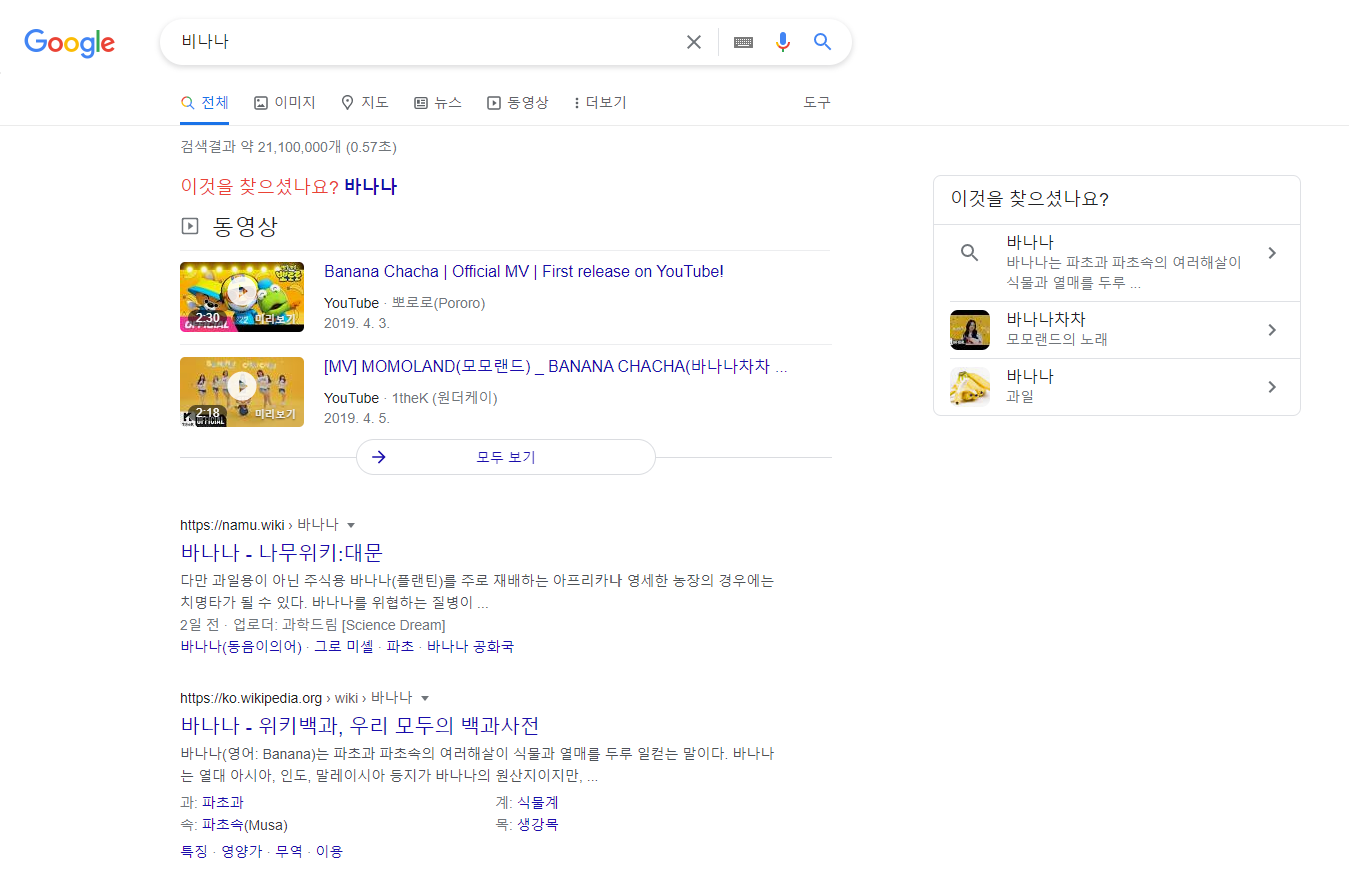 Google
비나나
전체 이미지 지도 뉴스 동영상 더보기 도구
검색결과 약 21,100,000개 (0.57초)
이것을 찾으셨나요? 바나나
동영상
Banana Chacha | Official MV | First release on YouTube!
YouTube · 뽀로로(Pororo)
2019. 4. 3.
2:30 미리보기
[MV] MOMOLAND(모모랜드) _ BANANA CHACHA(바나나차차 ...
YouTube · 1theK (원더케이)
2019. 4. 5.
BANANA CHACHA
2:18 미리보기
OFFICIAL
모두 보기
https://namu.wiki › 바나나
바나나 - 나무위키:대문
다만 과일용이 아닌 주식용 바나나(플랜틴)를 주로 재배하는 아프리카나 영세한 농장의 경우에는
치명타가 될 수 있다. 바나나를 위협하는 질병이 ...
2일 전 · 업로더: 과학드림 [Science Dream]
바나나(동음이의어) · 그로 미셸 · 파초 · 바나나 공화국
https://ko.wikipedia.org › wiki › 바나나
바나나 - 위키백과, 우리 모두의 백과사전
바나나(영어: Banana)는 파초과 파초속의 여러해살이 식물과 열매를 두루 일컫는 말이다. 바나나
는 열대 아시아, 인도, 말레이시아 등지가 바나나의 원산지이지만, ...
과: 파초과 계: 식물계
속: 파초속(Musa) 목: 생강목
특징 · 영양가 · 무역 · 이용
이것을 찾으셨나요?
바나나
바나나는 파초과 파초속의 여러해살이
식물과 열매를 두루 ...
바나나차차
모모랜드의 노래
바나나
과일